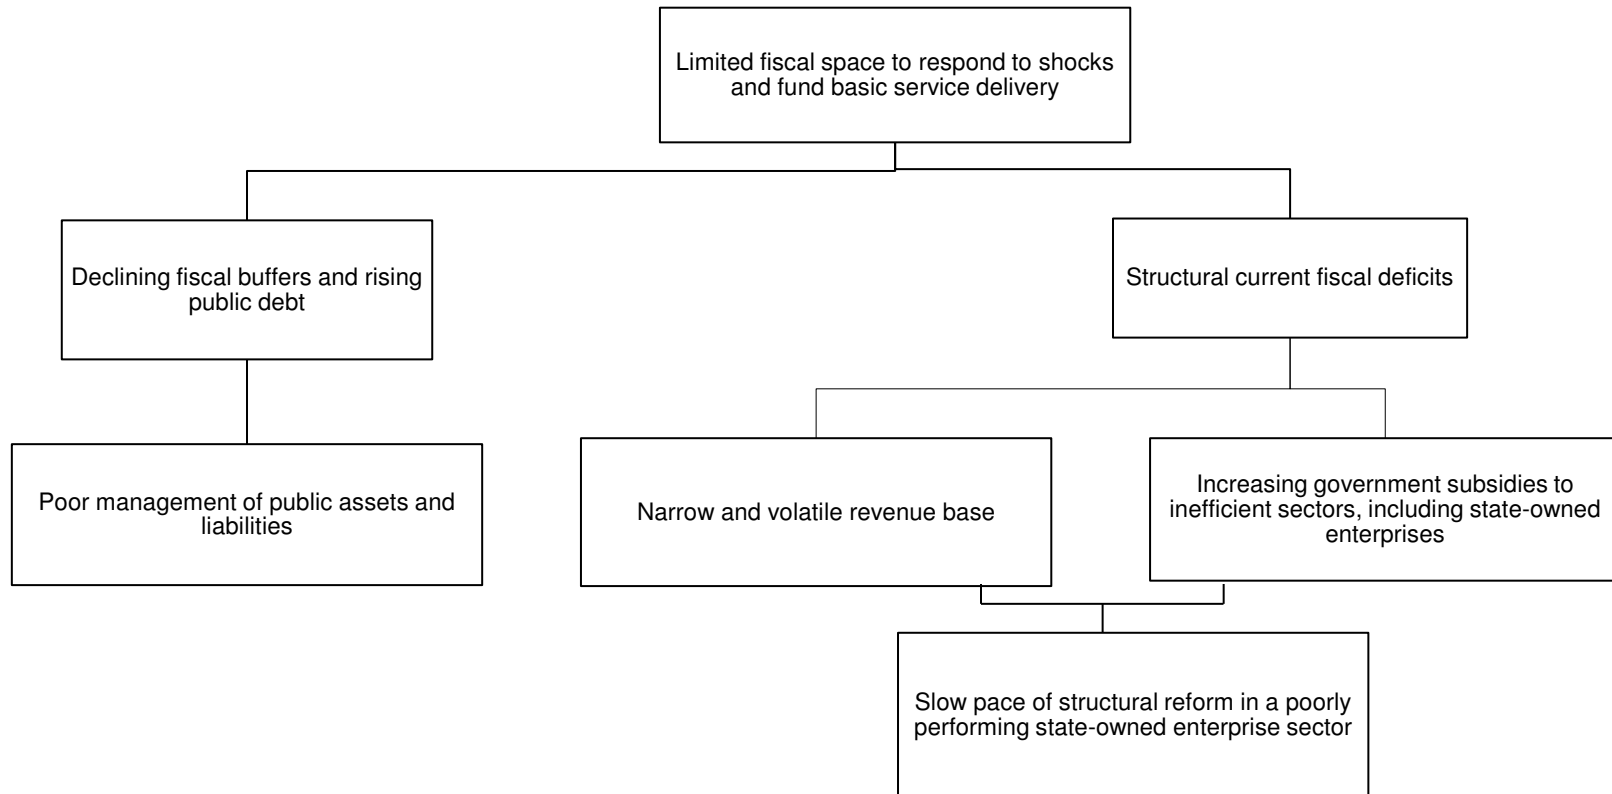 Limited fiscal space to respond to shocks
and fund basic service delivery
Declining fiscal buffers and rising
public debt
Structural current fiscal deficits
Poor management of public assets and
liabilities
Narrow and volatile revenue base
Increasing government subsidies to
inefficient sectors, including state-owned
enterprises
Slow pace of structural reform in a poorly
performing state-owned enterprise sector